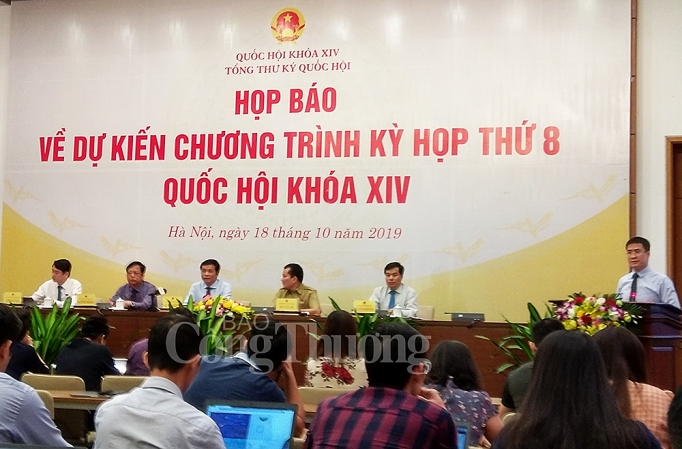 QUỐC HỘI KHÓA XIV
TỔNG THƯ KÝ QUỐC HỘI
HỌP BÁO
VỀ DỰ KIẾN CHƯƠNG TRÌNH KỲ HỌP THỨ 8
QUỐC HỘI KHÓA XIV
Hà Nội, ngày 18 tháng 10 năm 2019
BÁO
Công Thương